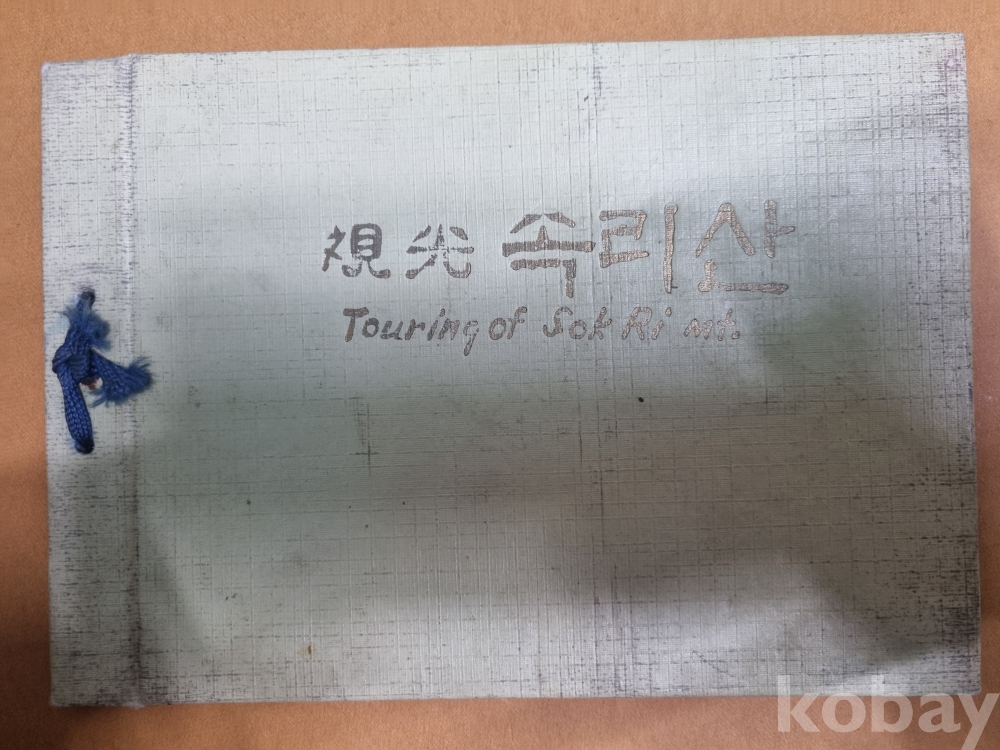 視光 속리산
Touring of Sok Ri mt.
kobay